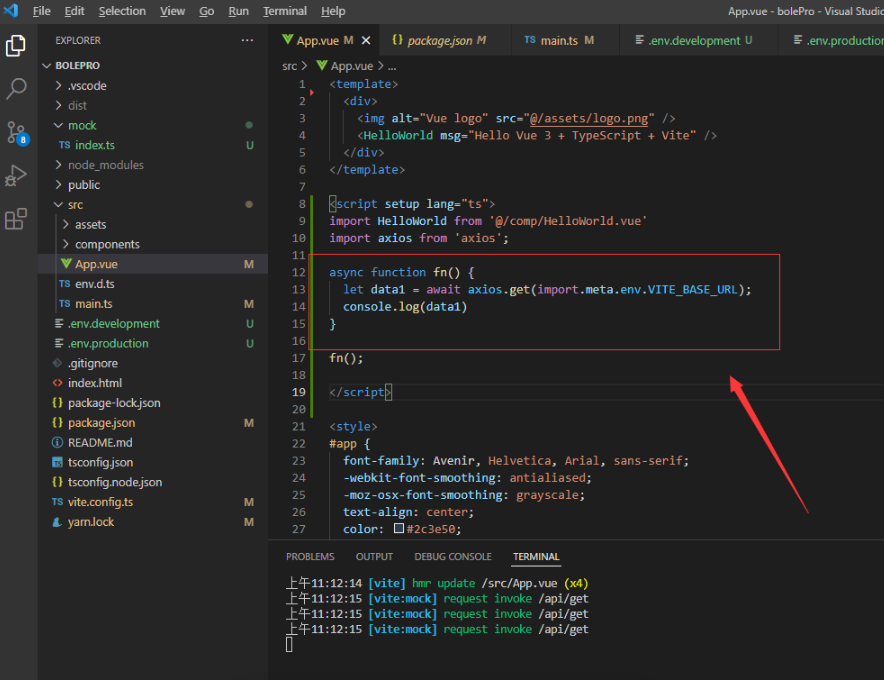 File Edit Selection View Go Run Terminal Help App.vue - bolePro - Visual Studio
EXPLORER ··· App.vue M × {} package.json M TS main.ts M .env.development U .env.production
BOLEPRO
.vscode
dist
mock
TS index.ts U
node_modules
public
src
assets
components
App.vue M
TS env.d.ts
TS main.ts M
.env.development U
.env.production U
.gitignore
<> index.html
{} package-lock.json
{} package.json M
README.md
TS tsconfig.json
{} tsconfig.node.json
TS vite.config.ts M
yarn.lock M
8
src > App.vue > ...
1 <template>
2 <div>
3 <img alt="Vue logo" src="@/assets/logo.png" />
4 <HelloWorld msg="Hello Vue 3 + TypeScript + Vite" />
5 </div>
6 </template>
7
8 <script setup lang="ts">
9 import HelloWorld from '@/comp/HelloWorld.vue'
10 import axios from 'axios';
11
12 async function fn() {
13 let data1 = await axios.get(import.meta.env.VITE_BASE_URL);
14 console.log(data1)
15 }
16
17 fn();
18
19 </script>
20
21 <style>
22 #app {
23 font-family: Avenir, Helvetica, Arial, sans-serif;
24 -webkit-font-smoothing: antialiased;
25 -moz-osx-font-smoothing: grayscale;
26 text-align: center;
27 color: #2c3e50;
PROBLEMS OUTPUT DEBUG CONSOLE TERMINAL
上午11:12:14 [vite] hmr update /src/App.vue (x4)
上午11:12:15 [vite:mock] request invoke /api/get
上午11:12:15 [vite:mock] request invoke /api/get
上午11:12:15 [vite:mock] request invoke /api/get